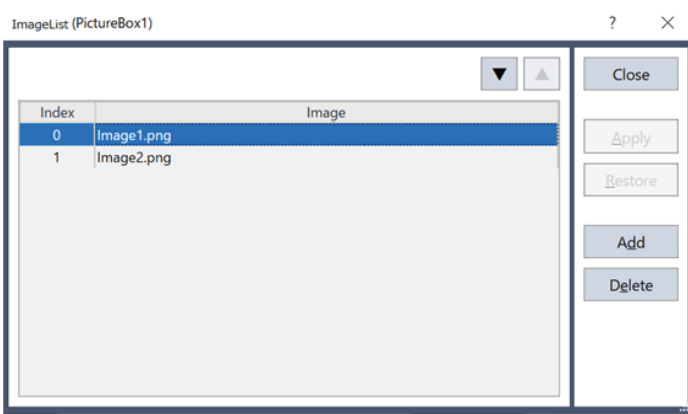 ImageList (PictureBox1)
?
Close
Index Image
0 Image1.png
1 Image2.png
Apply
Restore
Add
Delete